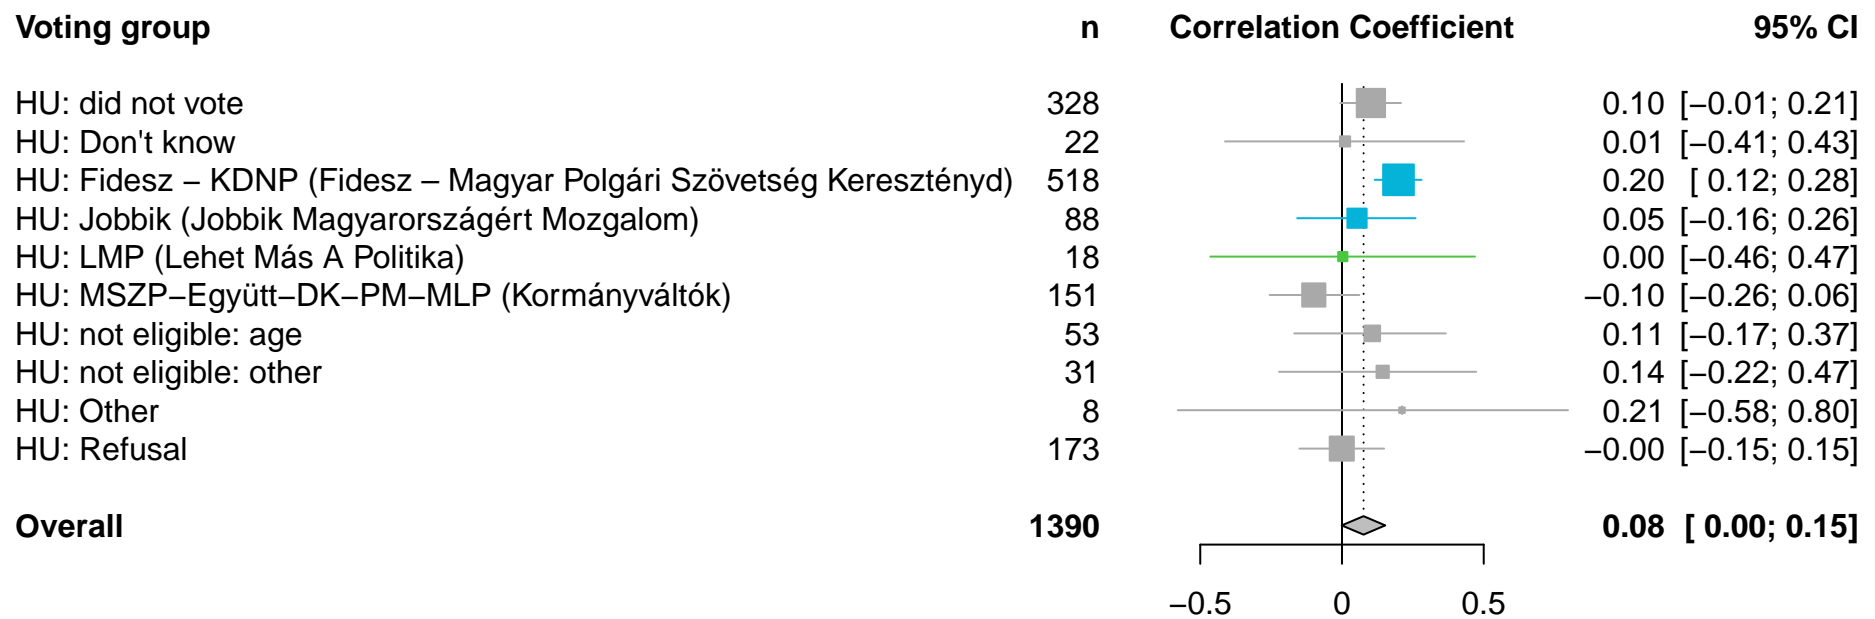 Voting group n Correlation Coefficient 95% CI
HU: did not vote 328 0.10 [−0.01; 0.21]
HU: Don't know 22 0.01 [−0.41; 0.43]
HU: Fidesz − KDNP (Fidesz – Magyar Polgári Szövetség Keresztényd) 518 0.20 [ 0.12; 0.28]
HU: Jobbik (Jobbik Magyarországért Mozgalom) 88 0.05 [−0.16; 0.26]
HU: LMP (Lehet Más A Politika) 18 0.00 [−0.46; 0.47]
HU: MSZP−Együtt−DK−PM−MLP (Kormányváltók) 151 −0.10 [−0.26; 0.06]
HU: not eligible: age 53 0.11 [−0.17; 0.37]
HU: not eligible: other 31 0.14 [−0.22; 0.47]
HU: Other 8 0.21 [−0.58; 0.80]
HU: Refusal 173 −0.00 [−0.15; 0.15]
Overall 1390 0.08 [ 0.00; 0.15]
−0.5 0 0.5